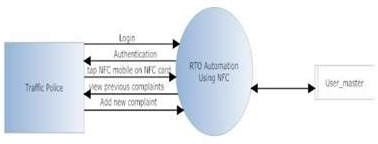 Login
Authentication
tap NFC mobile on NFC card
view previous complaints
Add new complaint
Traffic Police
RTO Automation
Using NFC
User_master